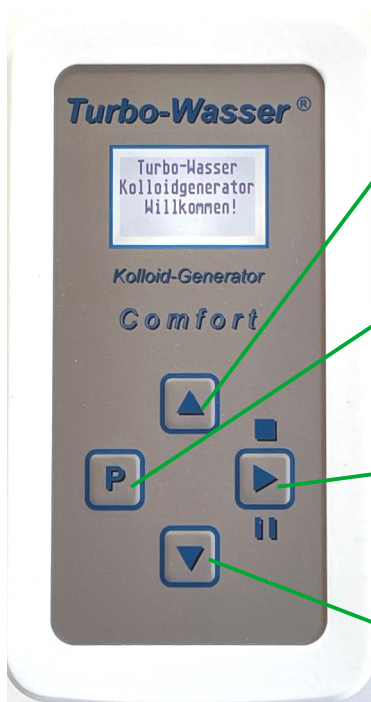 Turbo-Wasser ®
Turbo-Wasser
Kolloidgenerator
Willkommen!
Kolloid-Generator
Comfort
P